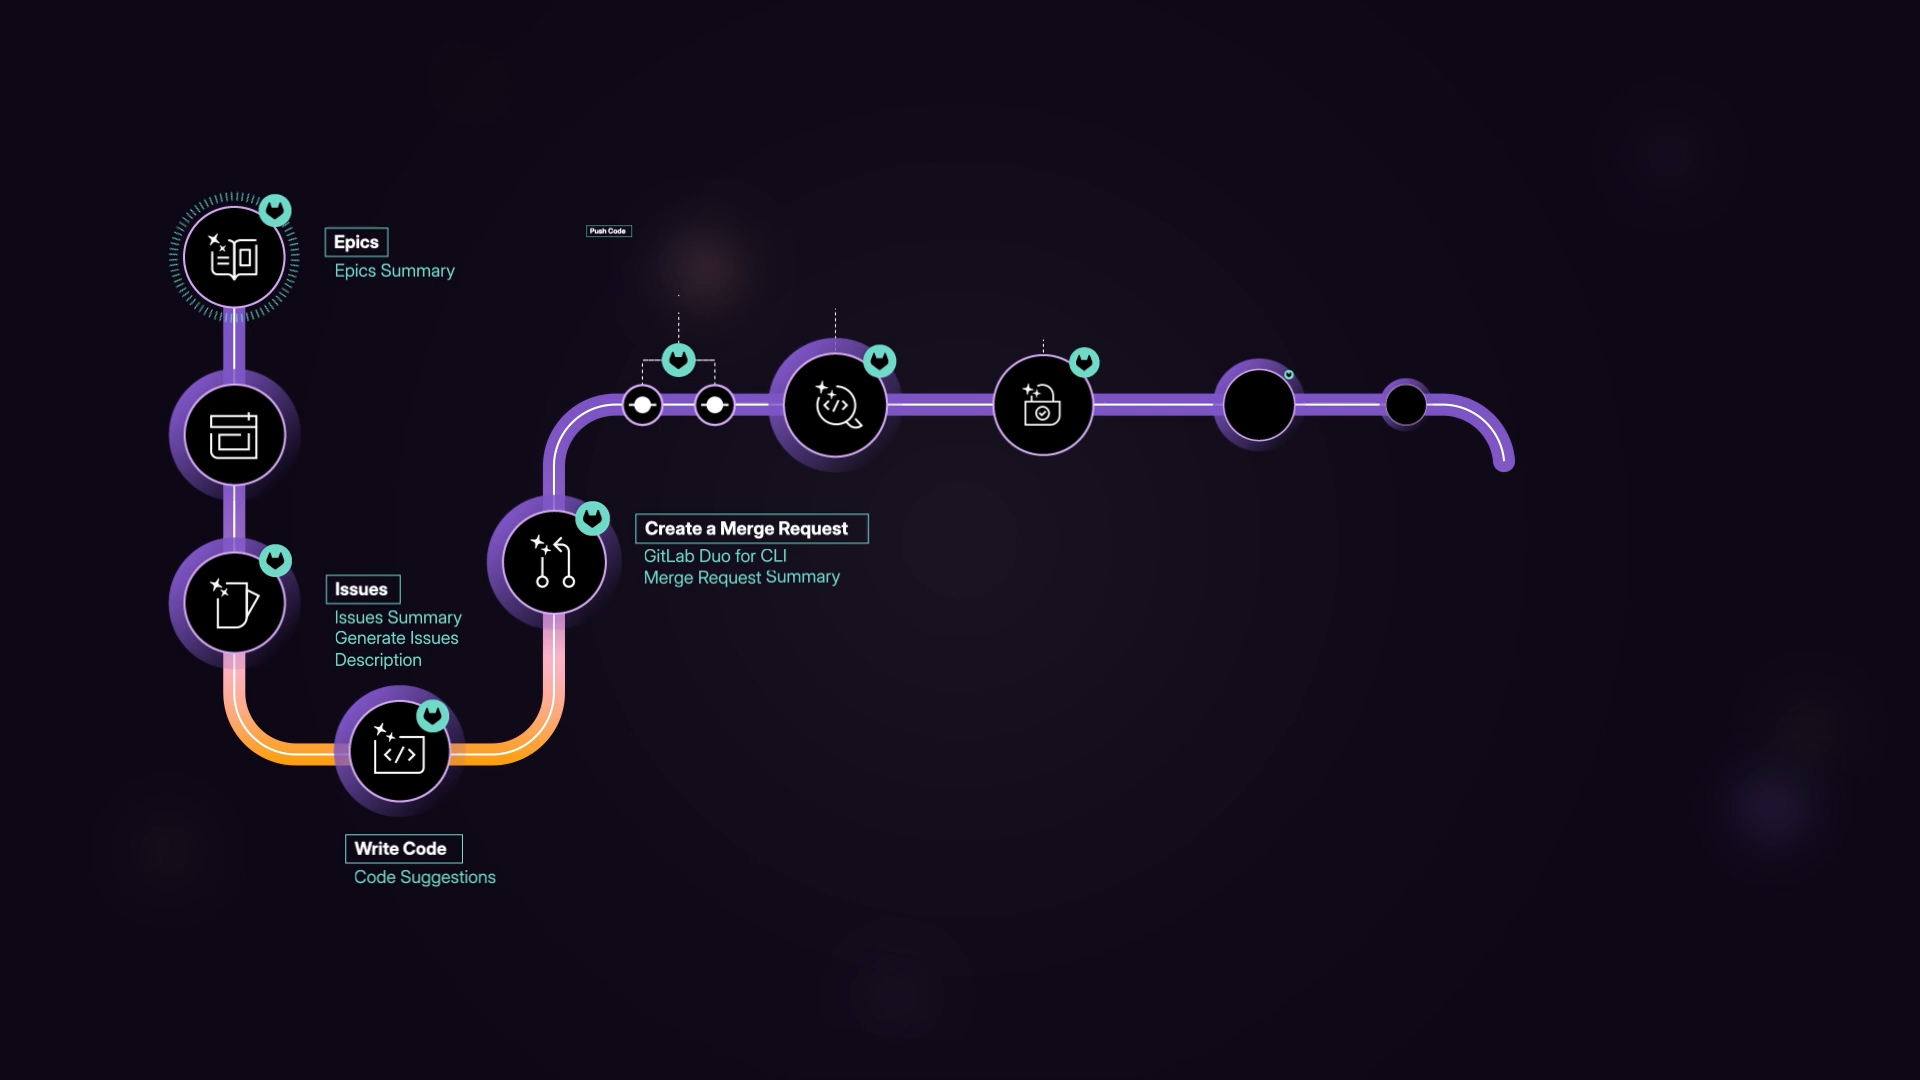 Epics
Epics Summary
Push Code
Create a Merge Request
GitLab Duo for CLI
Merge Request Summary
Issues
Issues Summary
Generate Issues
Description
Write Code
Code Suggestions